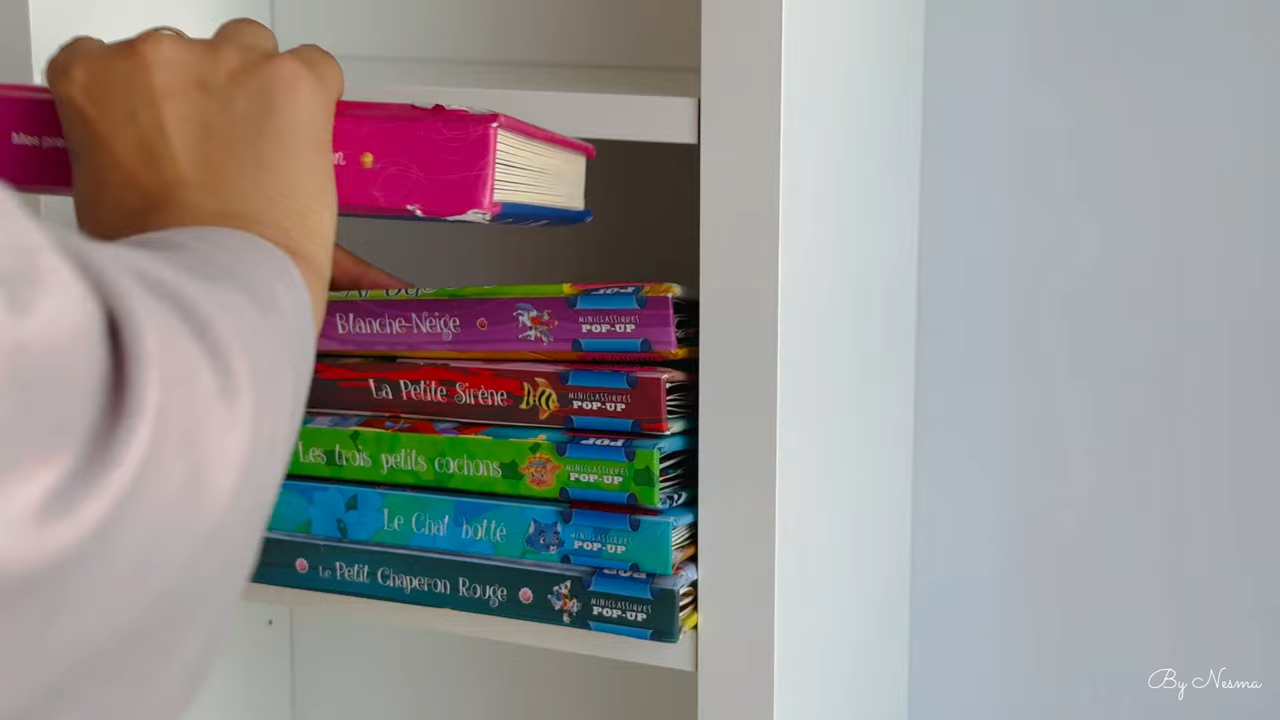 Mes pre
Blanche-Neige MINICLASSIQUES POP-UP
La Petite Sirène MINICLASSIQUES POP-UP
Les trois petits cochons MINICLASSIQUES POP-UP
Le Chat botté MINICLASSIQUES POP-UP
Le Petit Chaperon Rouge MINICLASSIQUES POP-UP
By Nesma